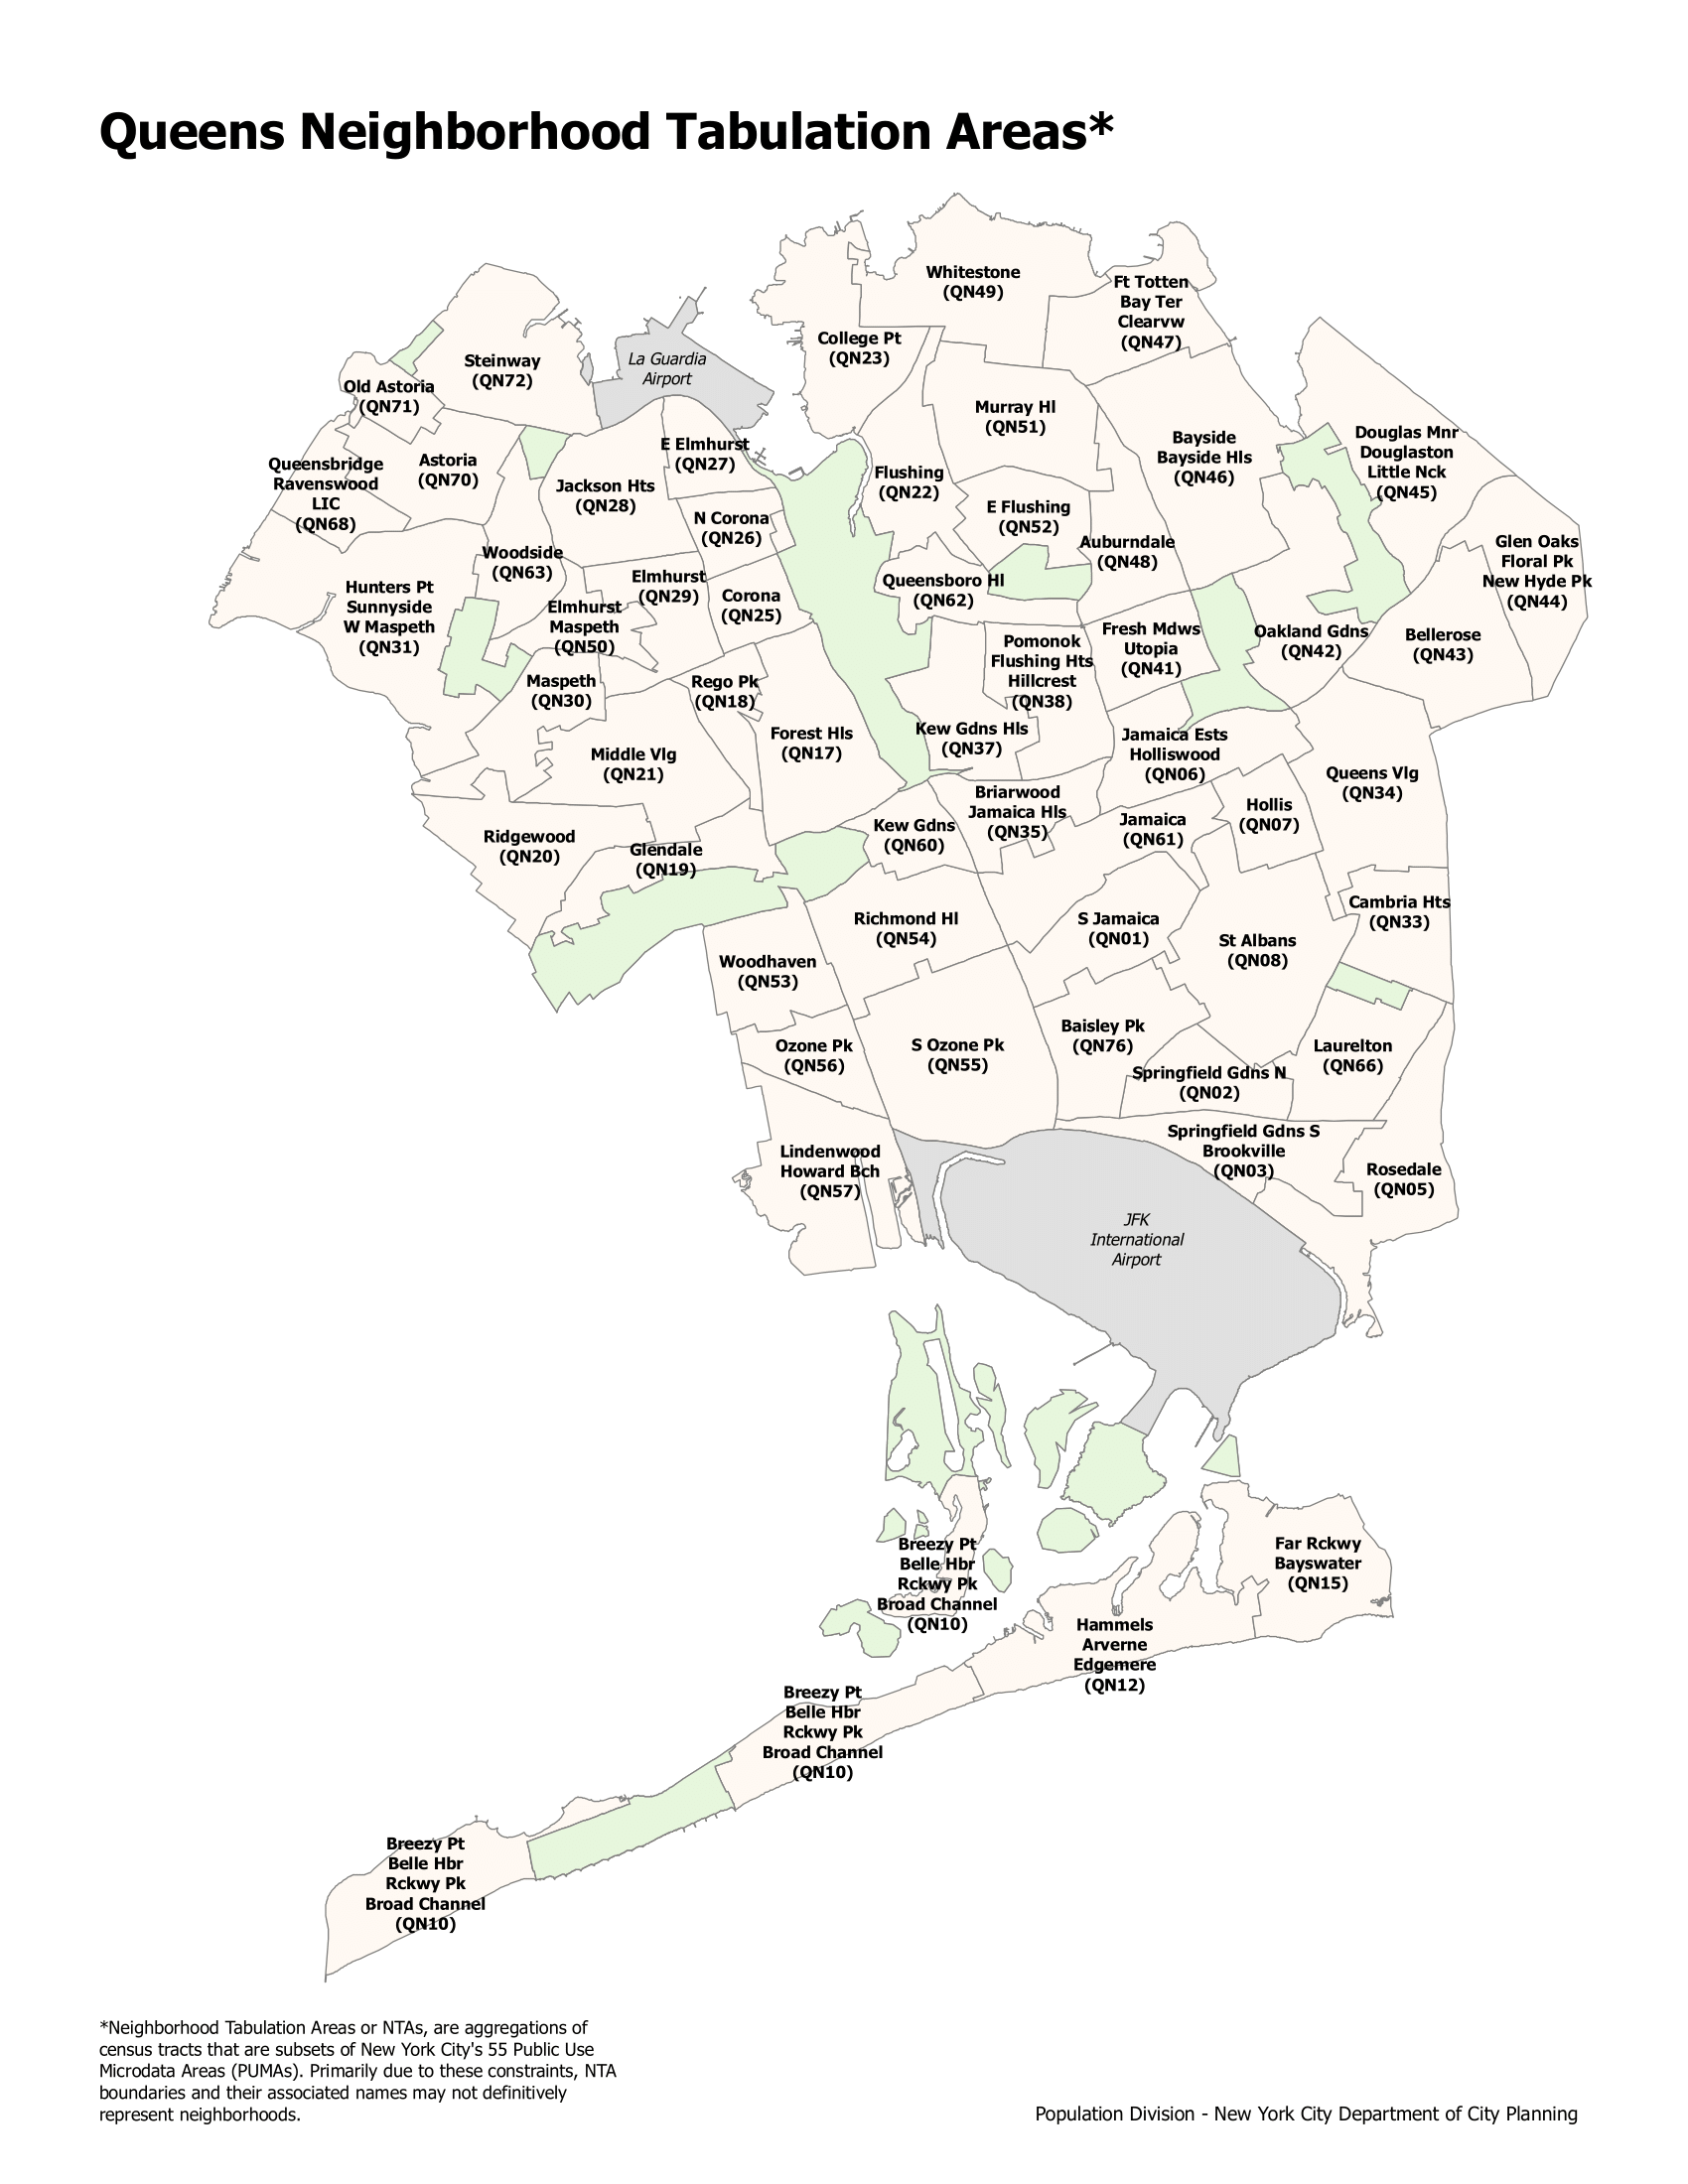 Queens Neighborhood Tabulation Areas*
Whitestone
(QN49)
Ft Totten
Bay Ter
Clearvw
(QN47)
College Pt
(QN23)
Steinway
(QN72)
La Guardia
Airport
Old Astoria
(QN71)
Murray Hl
(QN51)
Bayside
Bayside Hls
(QN46)
Douglas Mnr
Douglaston
Little Nck
(QN45)
E Elmhurst
(QN27)
Queensbridge
Ravenswood
LIC
(QN68)
Astoria
(QN70)
Jackson Hts
(QN28)
Flushing
(QN22)
E Flushing
(QN52)
N Corona
(QN26)
Auburndale
(QN48)
Glen Oaks
Floral Pk
New Hyde Pk
(QN44)
Woodside
(QN63)
Hunters Pt
Sunnyside
W Maspeth
(QN31)
Elmhurst
(QN29)
Elmhurst
Maspeth
(QN50)
Corona
(QN25)
Queensboro Hl
(QN62)
Pomonok
Flushing Hts
Hillcrest
(QN38)
Fresh Mdws
Utopia
(QN41)
Oakland Gdns
(QN42)
Bellerose
(QN43)
Maspeth
(QN30)
Rego Pk
(QN18)
Forest Hls
(QN17)
Kew Gdns Hls
(QN37)
Jamaica Ests
Holliswood
(QN06)
Middle Vlg
(QN21)
Queens Vlg
(QN34)
Briarwood
Jamaica Hls
(QN35)
Hollis
(QN07)
Jamaica
(QN61)
Kew Gdns
(QN60)
Ridgewood
(QN20)
Glendale
(QN19)
Cambria Hts
(QN33)
Richmond Hl
(QN54)
S Jamaica
(QN01)
St Albans
(QN08)
Woodhaven
(QN53)
Baisley Pk
(QN76)
Ozone Pk
(QN56)
S Ozone Pk
(QN55)
Laurelton
(QN66)
Springfield Gdns N
(QN02)
Springfield Gdns S
Brookville
(QN03)
Lindenwood
Howard Bch
(QN57)
Rosedale
(QN05)
JFK
International
Airport
Breezy Pt
Belle Hbr
Rckwy Pk
Broad Channel
(QN10)
Far Rckwy
Bayswater
(QN15)
Hammels
Arverne
Edgemere
(QN12)
Breezy Pt
Belle Hbr
Rckwy Pk
Broad Channel
(QN10)
Breezy Pt
Belle Hbr
Rckwy Pk
Broad Channel
(QN10)
*Neighborhood Tabulation Areas or NTAs, are aggregations of
census tracts that are subsets of New York City's 55 Public Use
Microdata Areas (PUMAs). Primarily due to these constraints, NTA
boundaries and their associated names may not definitively
represent neighborhoods.
Population Division - New York City Department of City Planning